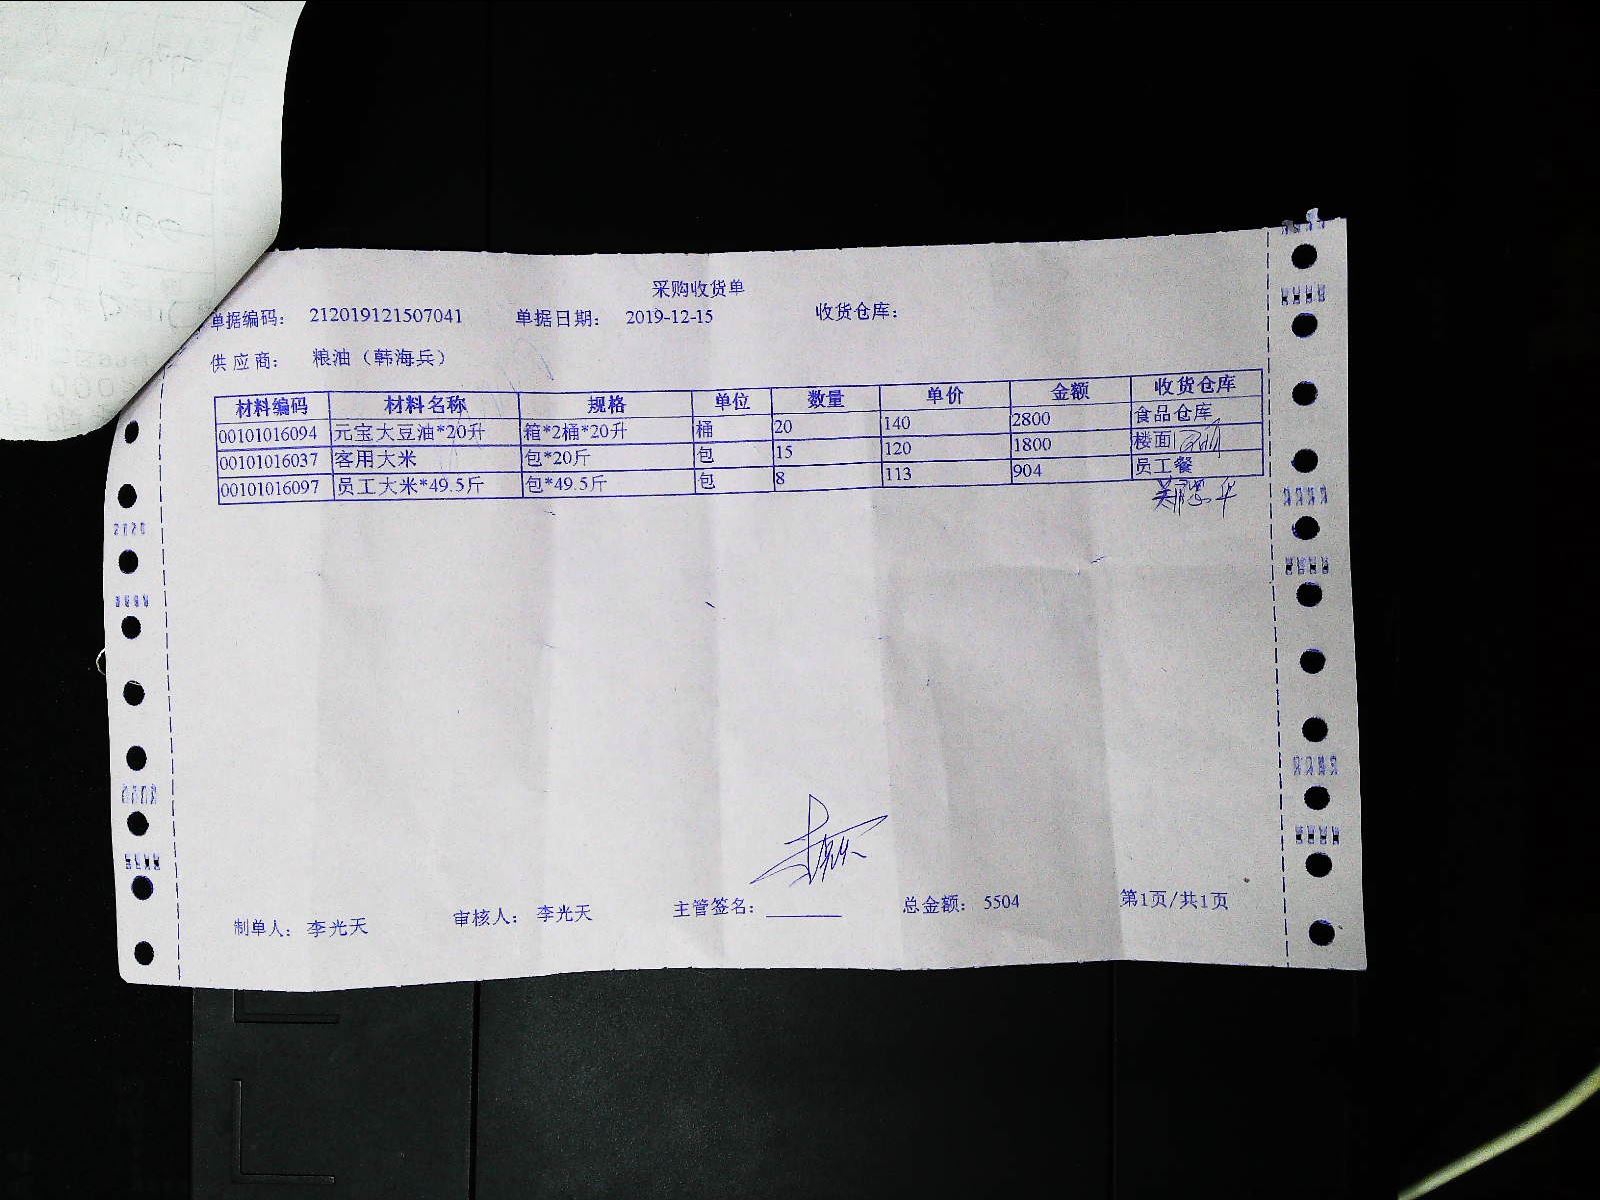 采购收货单
单据编码： 212019121507041 单据日期： 2019-12-15 收货仓库：
供应商： 粮油（韩海兵）
材料编码 材料名称 规格 单位 数量 单价 金额 收货仓库
00101016094 元宝大豆油*20升 箱*2桶*20升 桶 20 140 2800 食品仓库
00101016037 客用大米 包*20斤 包 15 120 1800 楼面
00101016097 员工大米*49.5斤 包*49.5斤 包 8 113 904 员工餐
制单人： 李光天 审核人： 李光天 主管签名： 总金额： 5504 第1页/共1页